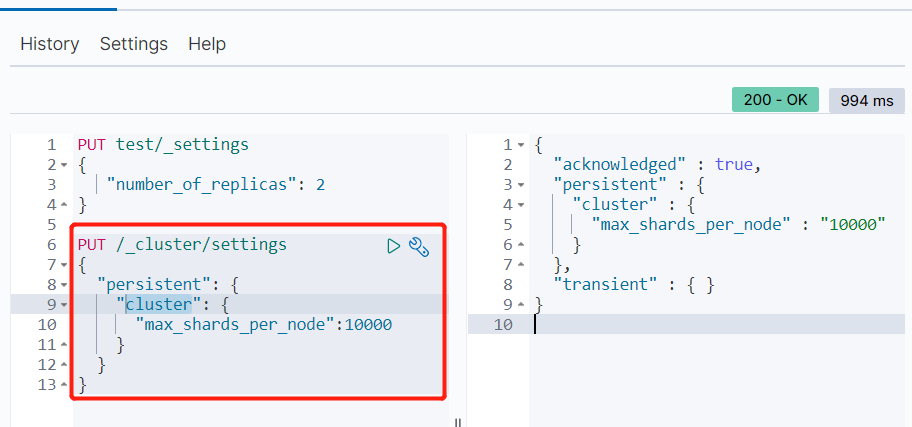 History Settings Help
200 - OK 994 ms
1 PUT test/_settings
2 {
3 "number_of_replicas": 2
4 }
5
6 PUT /_cluster/settings
7 {
8 "persistent": {
9 "cluster": {
10 "max_shards_per_node":10000
11 }
12 }
13 }
1 {
2 "acknowledged" : true,
3 "persistent" : {
4 "cluster" : {
5 "max_shards_per_node" : "10000"
6 }
7 },
8 "transient" : { }
9 }
10